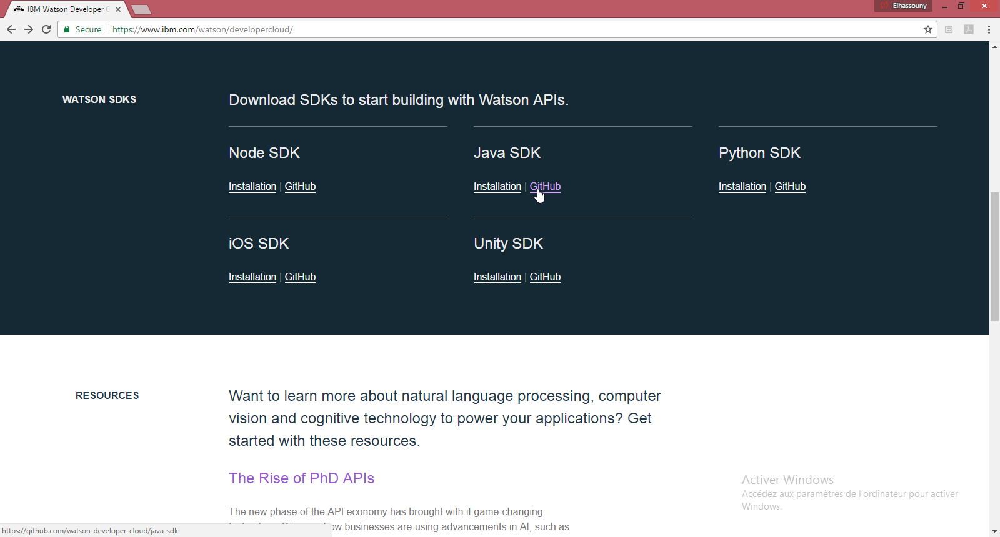 IBM Watson Developer C
Elhassouny
Secure
https://www.ibm.com/watson/developercloud/
WATSON SDKS
Download SDKs to start building with Watson APIs.
Node SDK
Java SDK
Python SDK
Installation | GitHub
Installation | GitHub
Installation | GitHub
iOS SDK
Unity SDK
Installation | GitHub
Installation | GitHub
RESOURCES
Want to learn more about natural language processing, computer
vision and cognitive technology to power your applications? Get
started with these resources.
The Rise of PhD APIs
Activer Windows
Accédez aux paramètres de l'ordinateur pour activer
Windows.
The new phase of the API economy has brought with it game-changing
businesses are using advancements in AI, such as
https://github.com/watson-developer-cloud/java-sdk